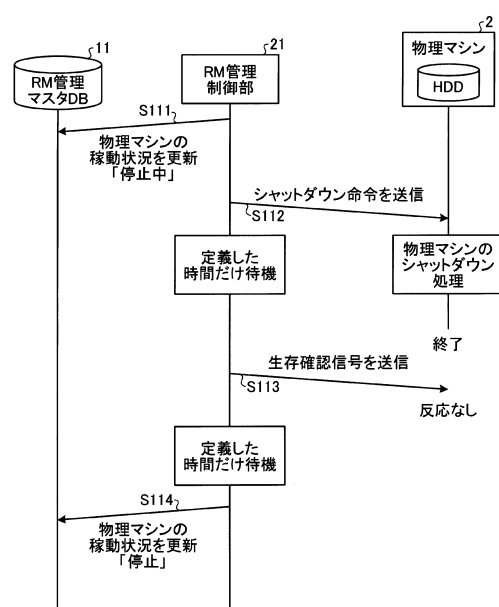 11
RM管理
マスタDB
21
RM管理
制御部
2
物理マシン
HDD
S111
物理マシンの
稼動状況を更新
「停止中」
シャットダウン命令を送信
S112
定義した
時間だけ待機
物理マシンの
シャットダウン
処理
終了
生存確認信号を送信
S113
反応なし
定義した
時間だけ待機
S114
物理マシンの
稼動状況を更新
「停止」